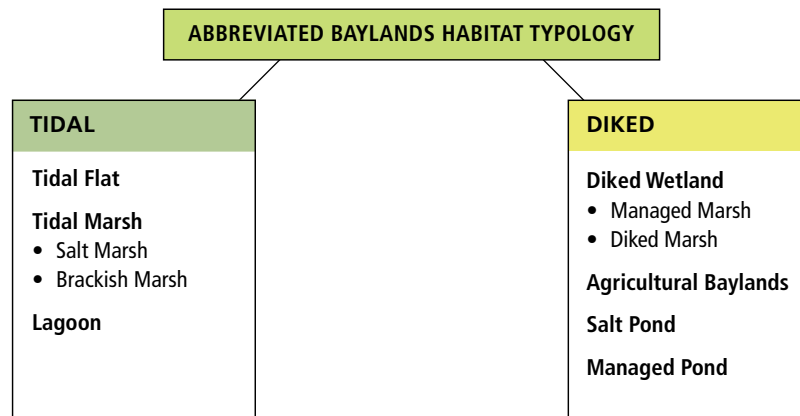 ABBREVIATED BAYLANDS HABITAT TYPOLOGY
TIDAL
Tidal Flat
Tidal Marsh
• Salt Marsh
• Brackish Marsh
Lagoon
DIKED
Diked Wetland
• Managed Marsh
• Diked Marsh
Agricultural Baylands
Salt Pond
Managed Pond